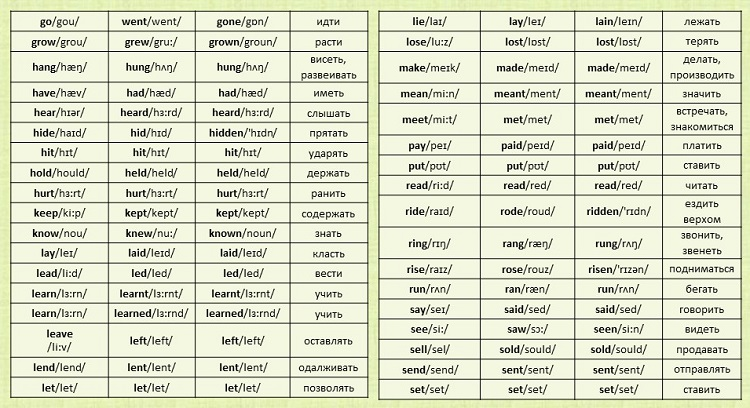 go/gou/ went/went/ gone/gɒn/ идти
grow/grou/ grew/gru:/ grown/groun/ расти
hang/hæŋ/ hung/hʌŋ/ hung/hʌŋ/ висеть,
развеивать
have/hæv/ had/hæd/ had/hæd/ иметь
hear/hɪər/ heard/hɜ:rd/ heard/hɜ:rd/ слышать
hide/haɪd/ hid/hɪd/ hidden/'hɪdn/ прятать
hit/hɪt/ hit/hɪt/ hit/hɪt/ ударять
hold/hould/ held/held/ held/held/ держать
hurt/hɜ:rt/ hurt/hɜ:rt/ hurt/hɜ:rt/ ранить
keep/ki:p/ kept/kept/ kept/kept/ содержать
know/nou/ knew/nu:/ known/noun/ знать
lay/leɪ/ laid/leɪd/ laid/leɪd/ класть
lead/li:d/ led/led/ led/led/ вести
learn/lɜ:rn/ learnt/lɜ:rnt/ learnt/lɜ:rnt/ учить
learn/lɜ:rn/ learned/lɜ:rnd/ learned/lɜ:rnd/ учить
leave
/li:v/ left/left/ left/left/ оставлять
lend/lend/ lent/lent/ lent/lent/ одалживать
let/let/ let/let/ let/let/ позволять
lie/laɪ/ lay/leɪ/ lain/leɪn/ лежать
lose/lu:z/ lost/lɒst/ lost/lɒst/ терять
make/meɪk/ made/meɪd/ made/meɪd/ делать,
производить
mean/mi:n/ meant/ment/ meant/ment/ значить
meet/mi:t/ met/met/ met/met/ встречать,
знакомиться
pay/peɪ/ paid/peɪd/ paid/peɪd/ платить
put/pʊt/ put/pʊt/ put/pʊt/ ставить
read/ri:d/ read/red/ read/red/ читать
ride/raɪd/ rode/roud/ ridden/'rɪdn/ ездить
верхом
ring/rɪŋ/ rang/ræŋ/ rung/rʌŋ/ звонить,
звенеть
rise/raɪz/ rose/rouz/ risen/'rɪzən/ подниматься
run/rʌn/ ran/ræn/ run/rʌn/ бегать
say/seɪ/ said/sed/ said/sed/ говорить
see/si:/ saw/sɔ:/ seen/si:n/ видеть
sell/sel/ sold/sould/ sold/sould/ продавать
send/send/ sent/sent/ sent/sent/ отправлять
set/set/ set/set/ set/set/ ставить